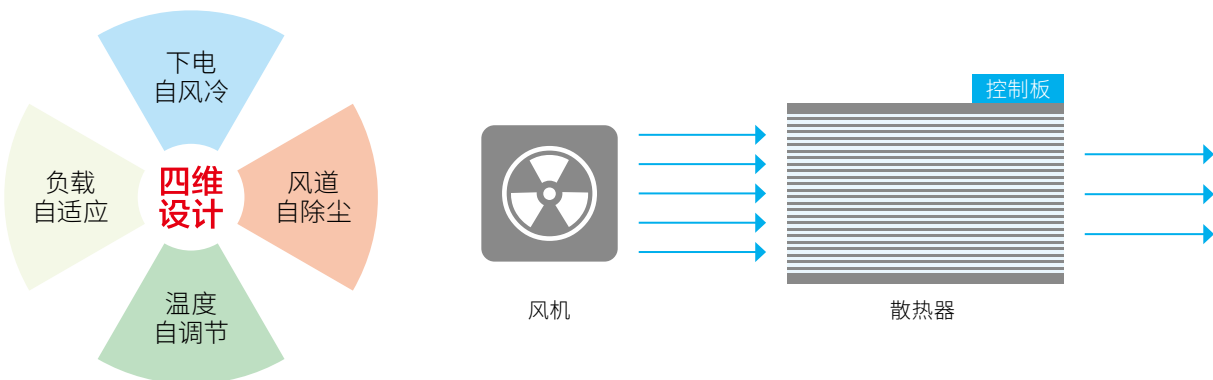 下电
自风冷
负载
自适应
四维
设计
风道
自除尘
温度
自调节
控制板
风机
散热器